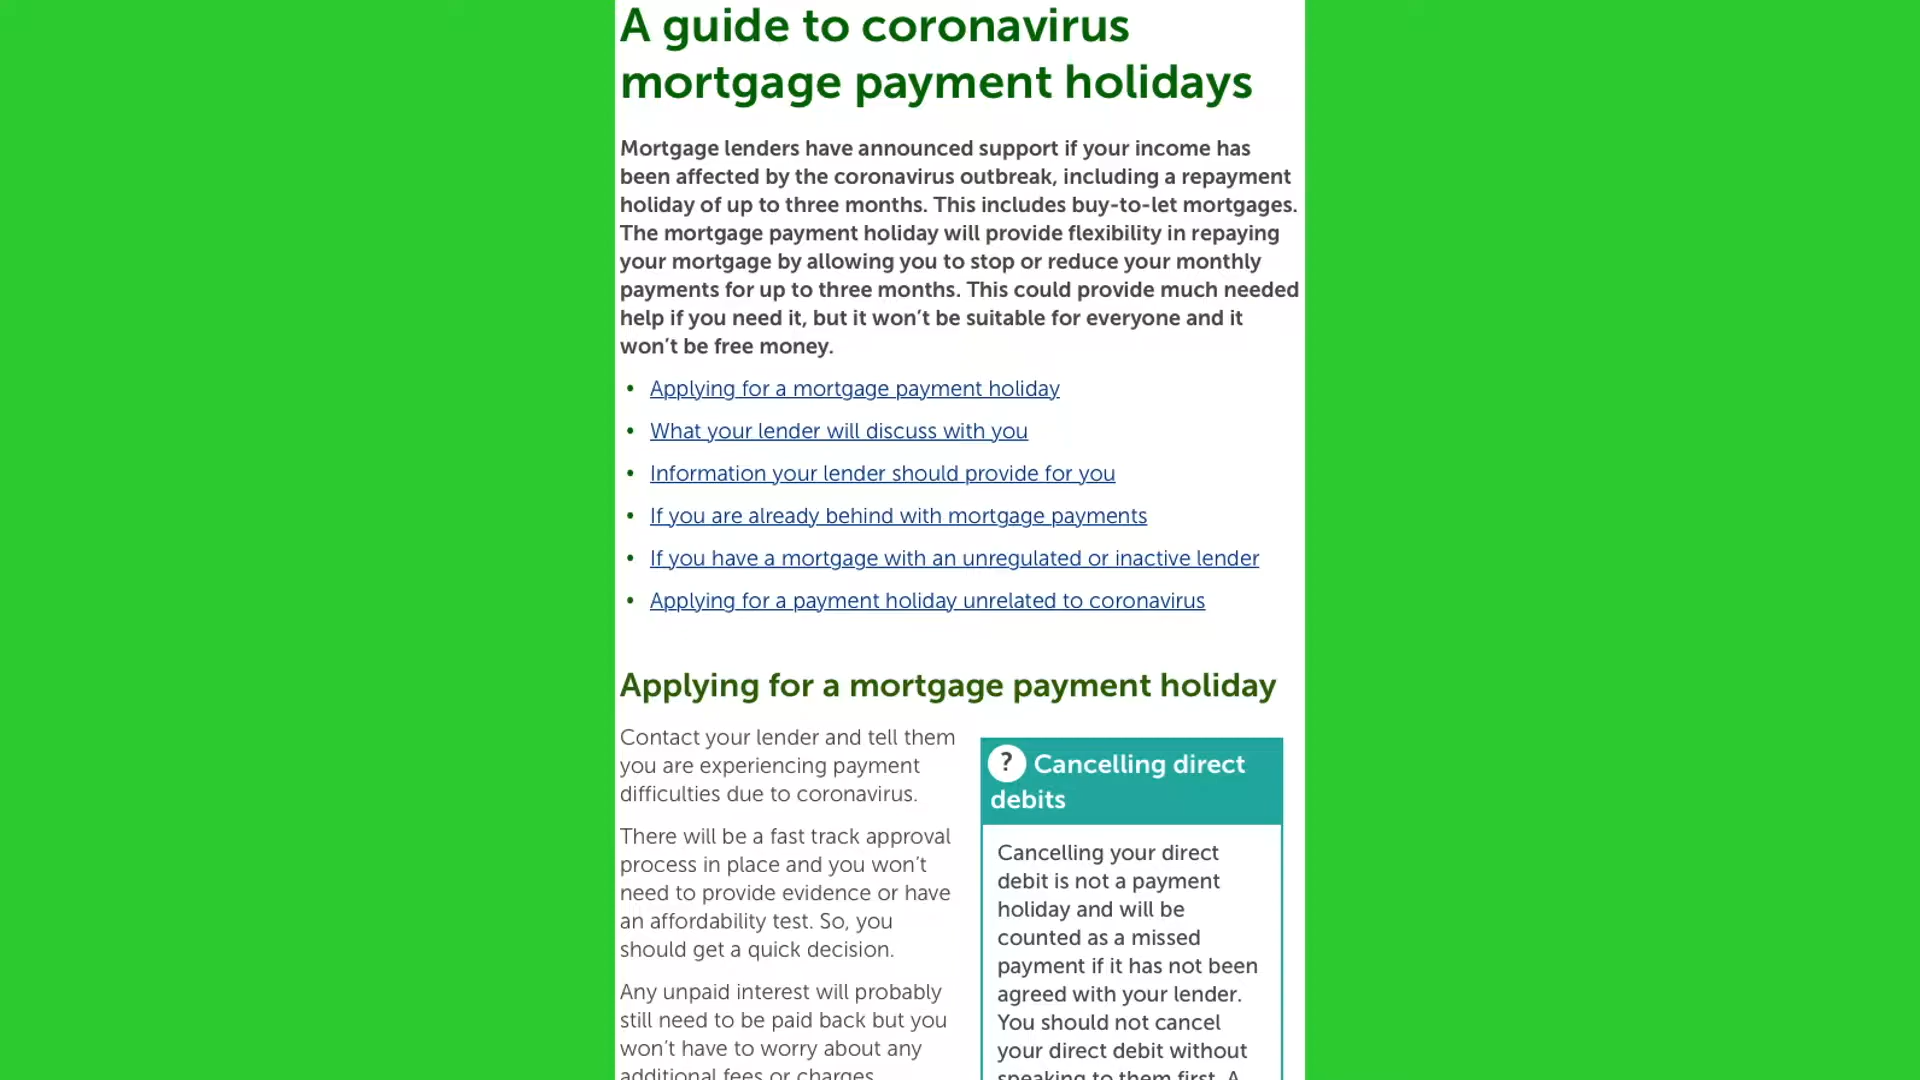 A guide to coronavirus
mortgage payment holidays
Mortgage lenders have announced support if your income has
been affected by the coronavirus outbreak, including a repayment
holiday of up to three months. This includes buy-to-let mortgages.
The mortgage payment holiday will provide flexibility in repaying
your mortgage by allowing you to stop or reduce your monthly
payments for up to three months. This could provide much needed
help if you need it, but it won’t be suitable for everyone and it
won’t be free money.
• Applying for a mortgage payment holiday
• What your lender will discuss with you
• Information your lender should provide for you
• If you are already behind with mortgage payments
• If you have a mortgage with an unregulated or inactive lender
• Applying for a payment holiday unrelated to coronavirus
Applying for a mortgage payment holiday
Contact your lender and tell them
you are experiencing payment
difficulties due to coronavirus.
There will be a fast track approval
process in place and you won’t
need to provide evidence or have
an affordability test. So, you
should get a quick decision.
Any unpaid interest will probably
still need to be paid back but you
won’t have to worry about any
additional fees or charges
? Cancelling direct
debits
Cancelling your direct
debit is not a payment
holiday and will be
counted as a missed
payment if it has not been
agreed with your lender.
You should not cancel
your direct debit without
speaking to them first. A